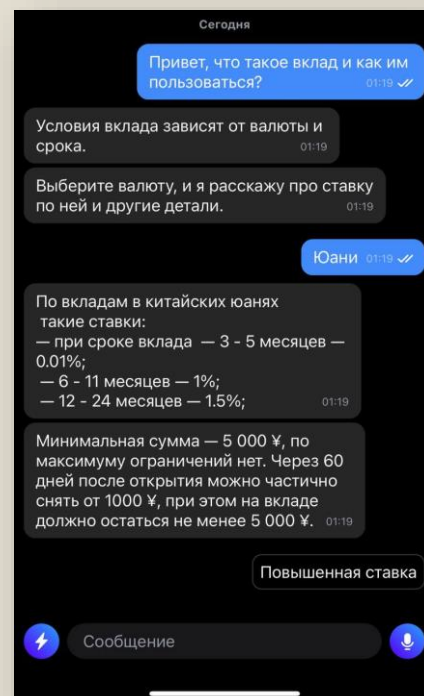 Сегодня
Привет, что такое вклад и как им
пользоваться?
01:19
Условия вклада зависят от валюты и
срока.
01:19
Выберите валюту, и я расскажу про ставку
по ней и другие детали.
01:19
Юани 01:19
По вкладам в китайских юанях
такие ставки:
— при сроке вклада — 3 - 5 месяцев —
0.01%;
— 6 - 11 месяцев — 1%;
— 12 - 24 месяцев — 1.5%;
01:19
Минимальная сумма — 5 000 ¥, по
максимуму ограничений нет. Через 60
дней после открытия можно частично
снять от 1000 ¥, при этом на вкладе
должно остаться не менее 5 000 ¥. 01:19
Повышенная ставка
Сообщение